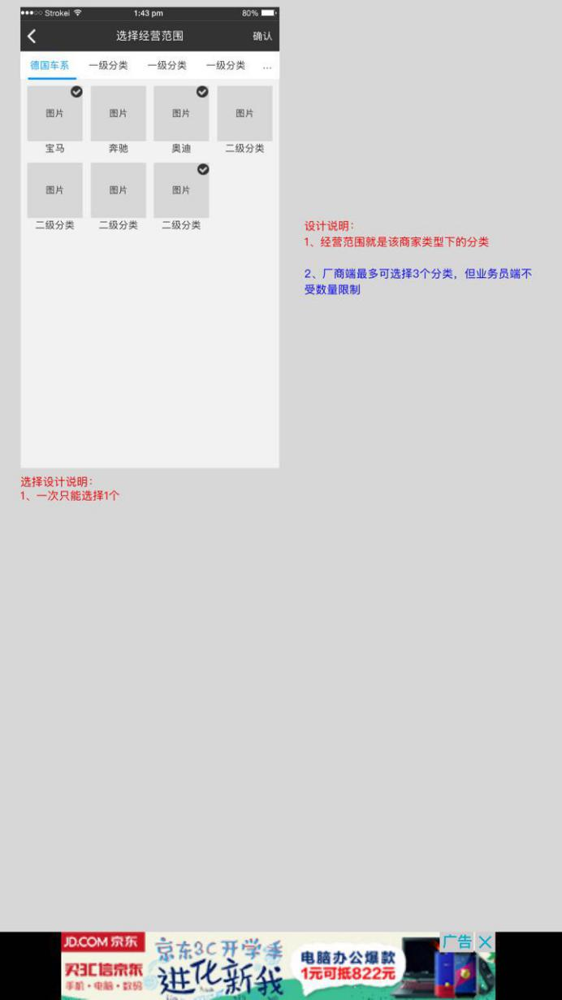 Strokei 1:43 pm 80%
选择经营范围 确认
德国车系 一级分类 一级分类 一级分类 ...
图片 图片 图片 图片
宝马 奔驰 奥迪 二级分类
图片 图片 图片
二级分类 二级分类 二级分类
设计说明：
1、经营范围就是该商家类型下的分类
2、厂商端最多可选择3个分类，但业务员端不
受数量限制
选择设计说明：
1、一次只能选择1个
JD.COM 京东
买3C信京东
手机·电脑·数码
京东3C开学季
进化新我
电脑办公爆款
1元可抵822元
广告